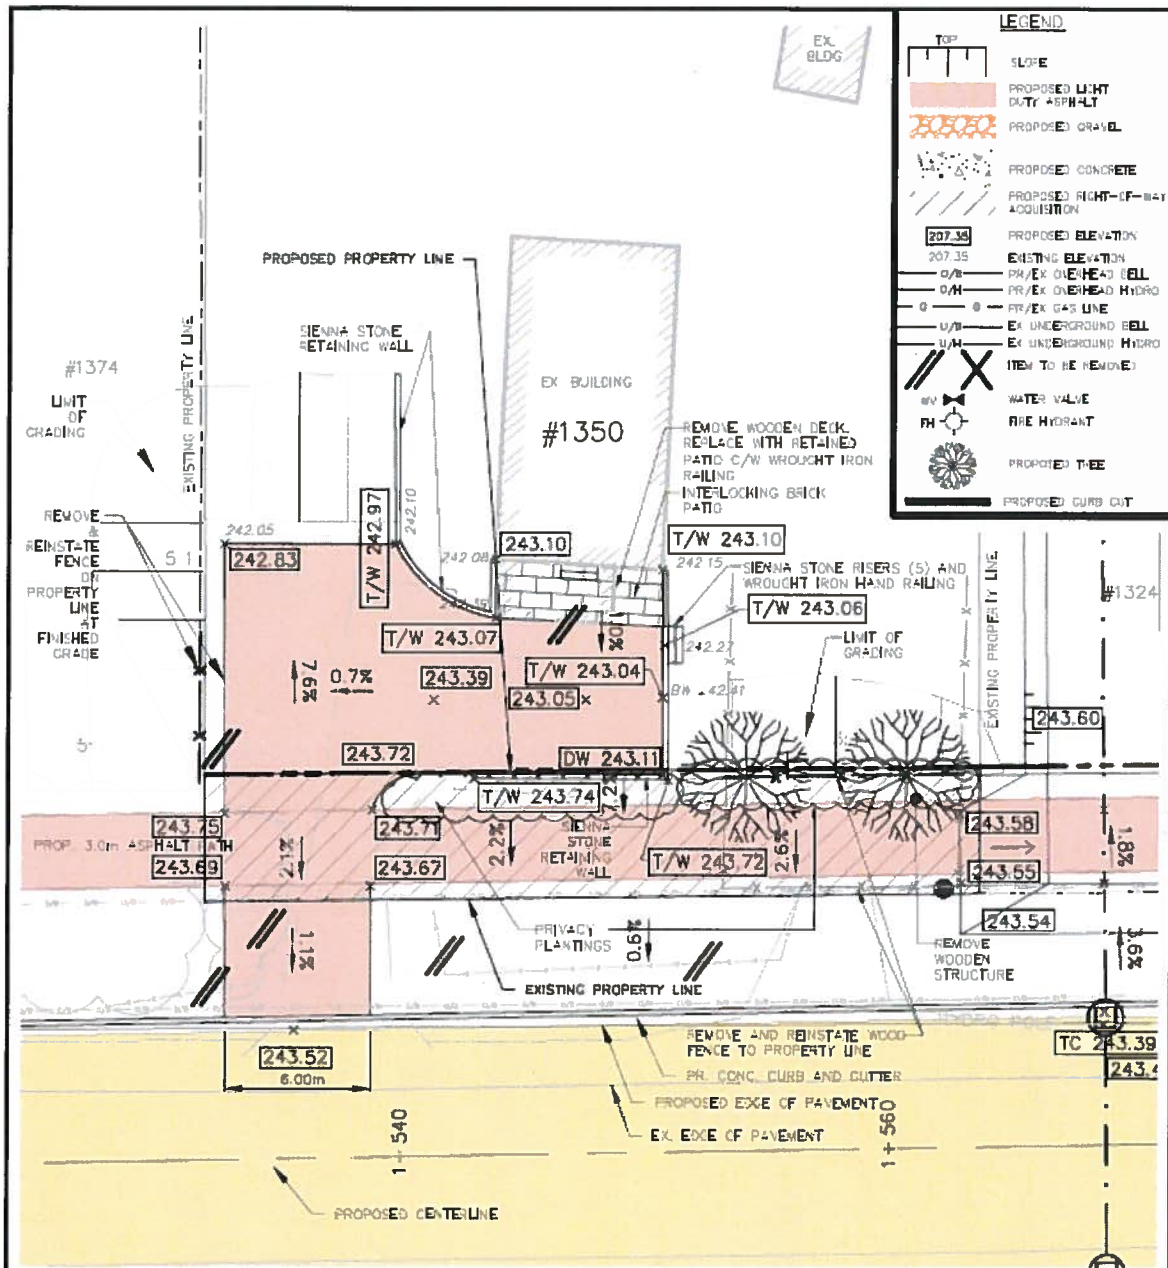 EX.
BLDG
LEGEND
TOP
SLOPE
PROPOSED LIGHT
DUTY ASPHALT
PROPOSED GRAVEL
PROPOSED CONCRETE
PROPOSED RIGHT-OF-WAY
ACQUISITION
207.35 PROPOSED ELEVATION
207.35 EXISTING ELEVATION
O/B PR/EX OVERHEAD BELL
O/H PR/EX OVERHEAD HYDRO
G G PR/EX GAS LINE
U/B EX UNDERGROUND BELL
U/H EX UNDERGROUND HYDRO
ITEM TO BE REMOVED
WV WATER VALVE
FH FIRE HYDRANT
PROPOSED TREE
PROPOSED CURB CUT
PROPOSED PROPERTY LINE
SIENNA STONE
RETAINING WALL
EXISTING PROPERTY LINE
#1374
LIMIT
OF
GRADING
EX BUILDING
#1350
REMOVE WOODEN DECK.
REPLACE WITH RETAINED
PATIO C/W WROUGHT IRON
RAILING
INTERLOCKING BRICK
PATIO
REMOVE
&
REINSTATE
FENCE
ON
PROPERTY
LINE
AT
FINISHED
GRADE
242.05
242.83
T/W 242.97
242.10
242.08
243.10
T/W 243.10
242.15
SIENNA STONE RISERS (5) AND
WROUGHT IRON HAND RAILING
T/W 243.06
EXISTING PROPERTY LINE
#1324
T/W 243.07
242.27
LIMIT OF
GRADING
T/W 243.04
7.6%
0.7%
243.39
243.05
243.60
243.72
DW 243.11
T/W 243.74
7.2%
243.75
PROP. 3.0m ASPHALT PATH
243.69
2.1%
243.71
243.67
2.2%
SIENNA
STONE
RETAINING
WALL
T/W 243.72
2.6%
243.58
243.55
1.8%
243.54
1.1%
PRIVACY
PLANTINGS
0.6%
REMOVE
WOODEN
STRUCTURE
3.6%
EXISTING PROPERTY LINE
REMOVE AND REINSTATE WOOD
FENCE TO PROPERTY LINE
TC 243.39
243.52
6.00m
PR. CONC. CURB AND GUTTER
PROPOSED EDGE OF PAVEMENT
EX. EDGE OF PAVEMENT
1+540
1+560
PROPOSED CENTERLINE